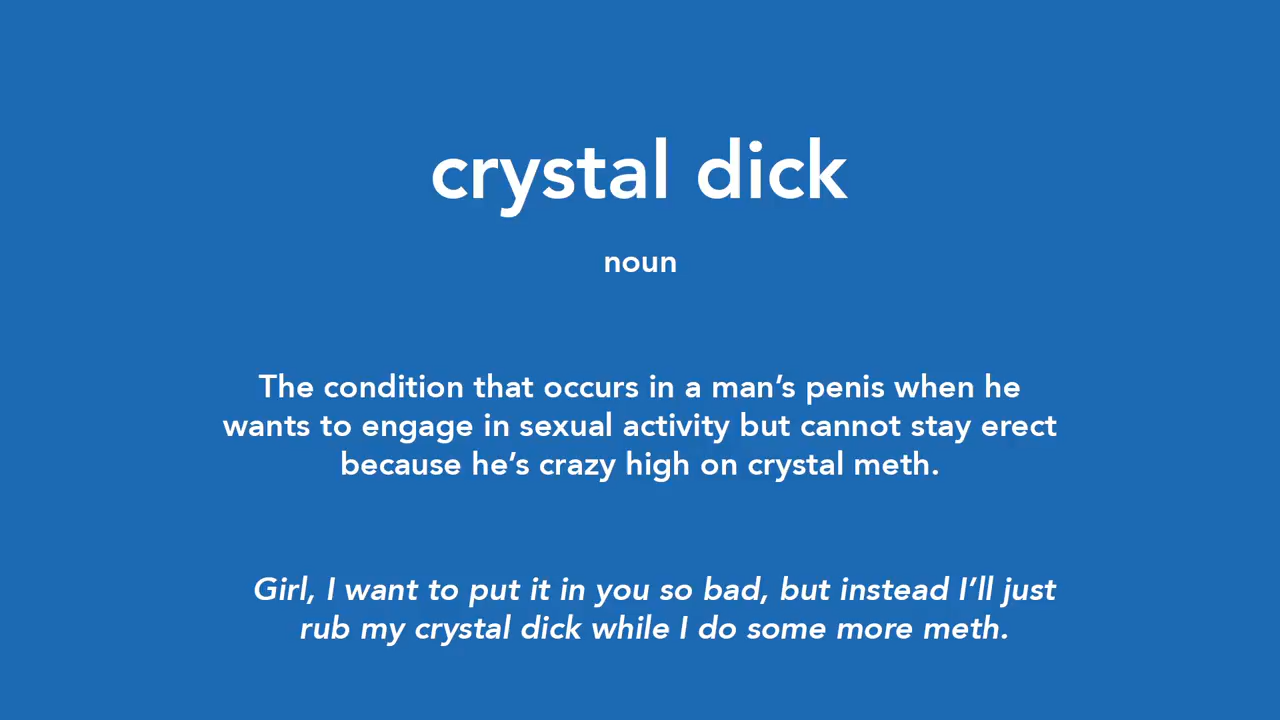 crystal dick
noun
The condition that occurs in a man’s penis when he
wants to engage in sexual activity but cannot stay erect
because he’s crazy high on crystal meth.
Girl, I want to put it in you so bad, but instead I’ll just
rub my crystal dick while I do some more meth.